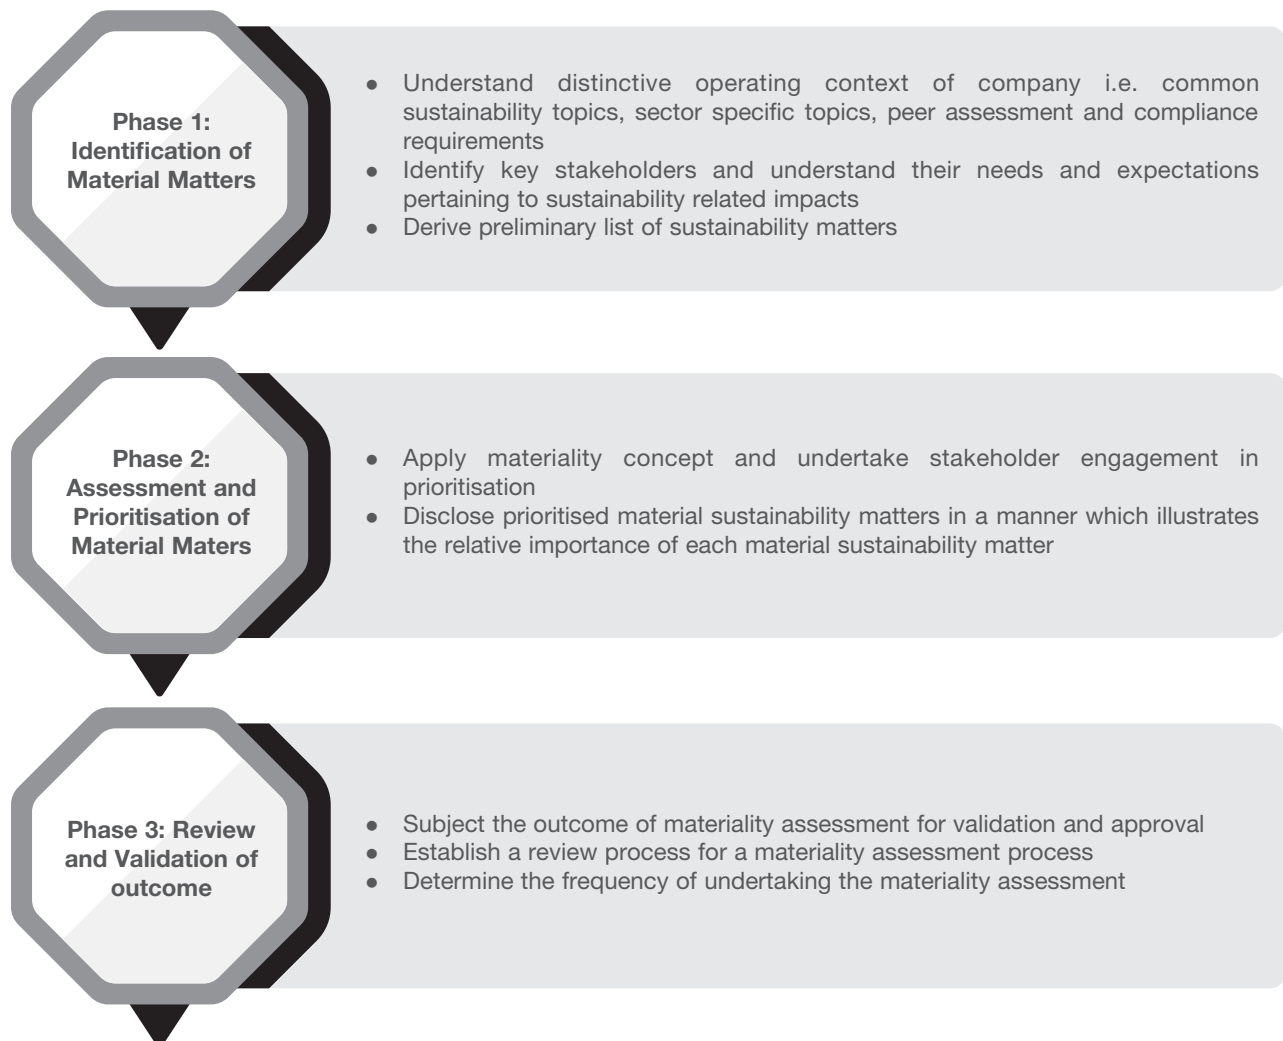 Phase 1:
Identification of
Material Matters
● Understand distinctive operating context of company i.e. common
sustainability topics, sector specific topics, peer assessment and compliance
requirements
● Identify key stakeholders and understand their needs and expectations
pertaining to sustainability related impacts
● Derive preliminary list of sustainability matters
Phase 2:
Assessment and
Prioritisation of
Material Maters
● Apply materiality concept and undertake stakeholder engagement in
prioritisation
● Disclose prioritised material sustainability matters in a manner which illustrates
the relative importance of each material sustainability matter
Phase 3: Review
and Validation of
outcome
● Subject the outcome of materiality assessment for validation and approval
● Establish a review process for a materiality assessment process
● Determine the frequency of undertaking the materiality assessment